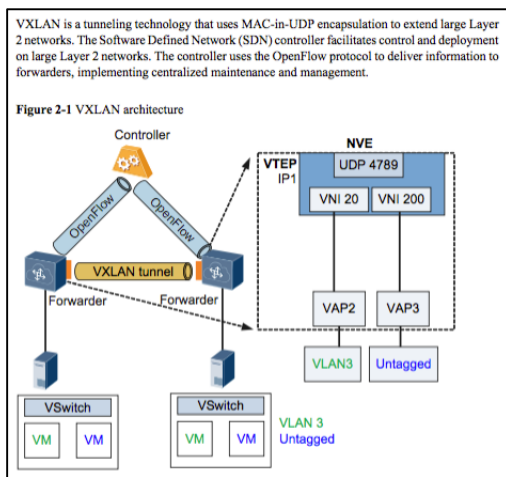 VXLAN is a tunneling technology that uses MAC-in-UDP encapsulation to extend large Layer
2 networks. The Software Defined Network (SDN) controller facilitates control and deployment
on large Layer 2 networks. The controller uses the OpenFlow protocol to deliver information to
forwarders, implementing centralized maintenance and management.
Figure 2-1 VXLAN architecture
Controller
OpenFlow
OpenFlow
VXLAN tunnel
Forwarder
Forwarder
NVE
VTEP
IP1
UDP 4789
VNI 20
VNI 200
VAP2
VAP3
VLAN3
Untagged
VSwitch
VM
VM
VSwitch
VM
VM
VLAN 3
Untagged